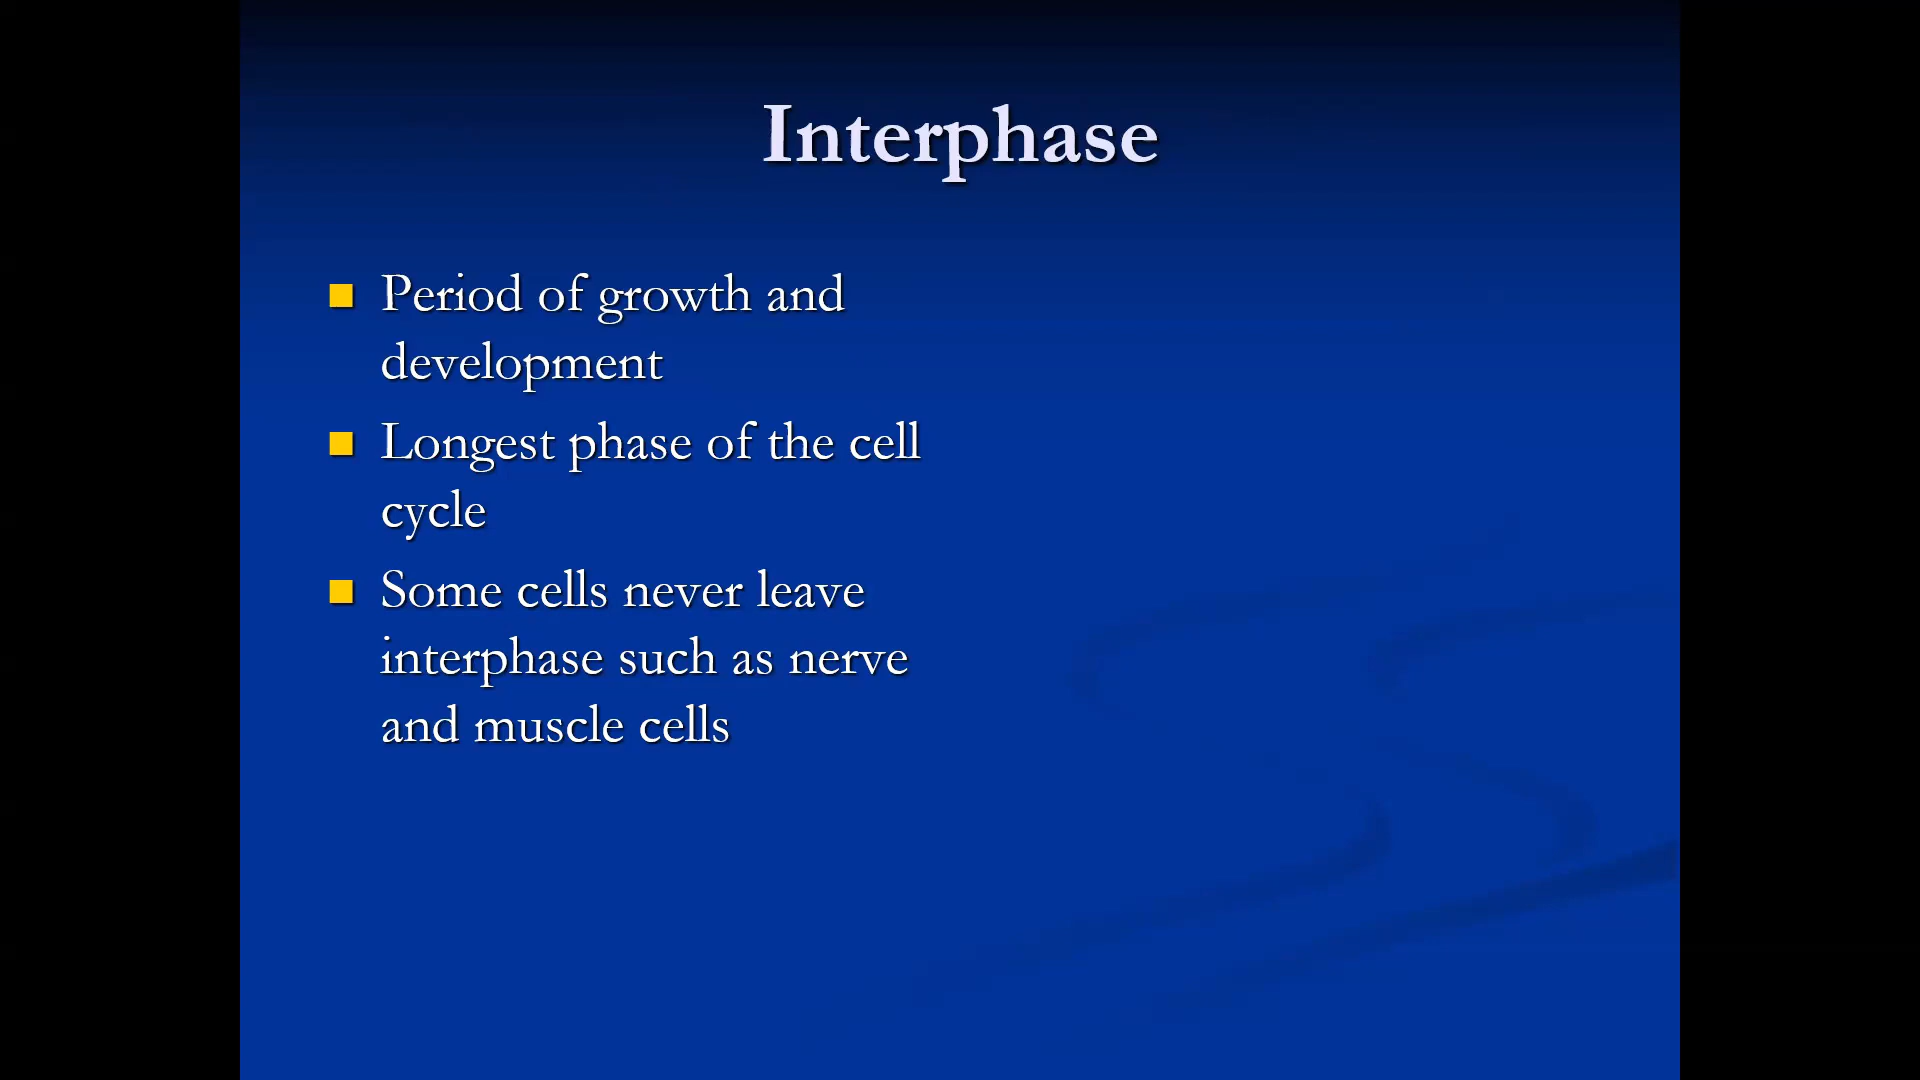 Interphase
Period of growth and
development
Longest phase of the cell
cycle
Some cells never leave
interphase such as nerve
and muscle cells